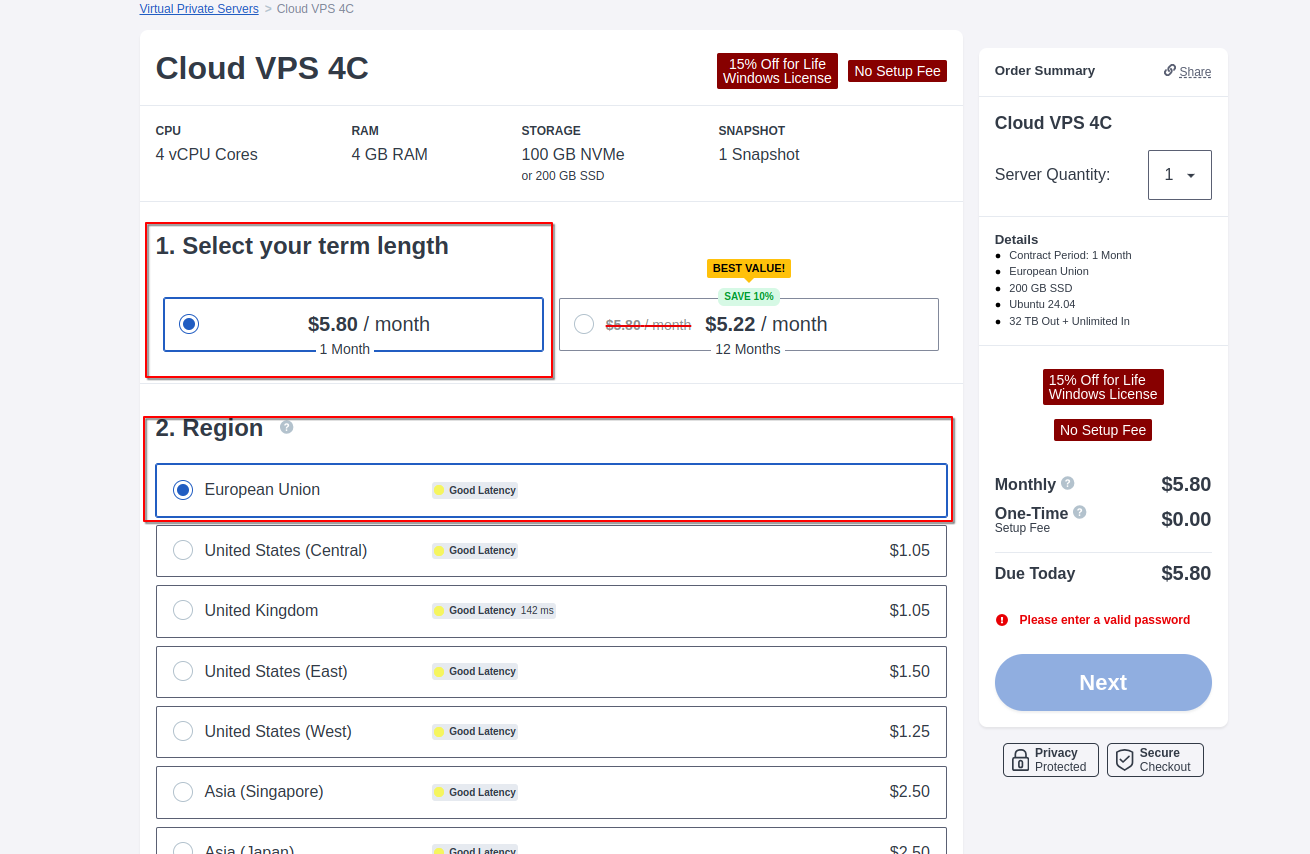 Virtual Private Servers > Cloud VPS 4C
Cloud VPS 4C
15% Off for Life
Windows License
No Setup Fee
CPU
4 vCPU Cores
RAM
4 GB RAM
STORAGE
100 GB NVMe
or 200 GB SSD
SNAPSHOT
1 Snapshot
1. Select your term length
$5.80 / month
1 Month
BEST VALUE!
SAVE 10%
$5.80 / month $5.22 / month
12 Months
2. Region ?
European Union Good Latency
United States (Central) Good Latency $1.05
United Kingdom Good Latency 142 ms $1.05
United States (East) Good Latency $1.50
United States (West) Good Latency $1.25
Asia (Singapore) Good Latency $2.50
Asia (Japan) Good Latency $2.50
Order Summary Share
Cloud VPS 4C
Server Quantity: 1
Details
Contract Period: 1 Month
European Union
200 GB SSD
Ubuntu 24.04
32 TB Out + Unlimited In
15% Off for Life
Windows License
No Setup Fee
Monthly ? $5.80
One-Time ? $0.00
Setup Fee
Due Today $5.80
! Please enter a valid password
Next
Privacy
Protected
Secure
Checkout